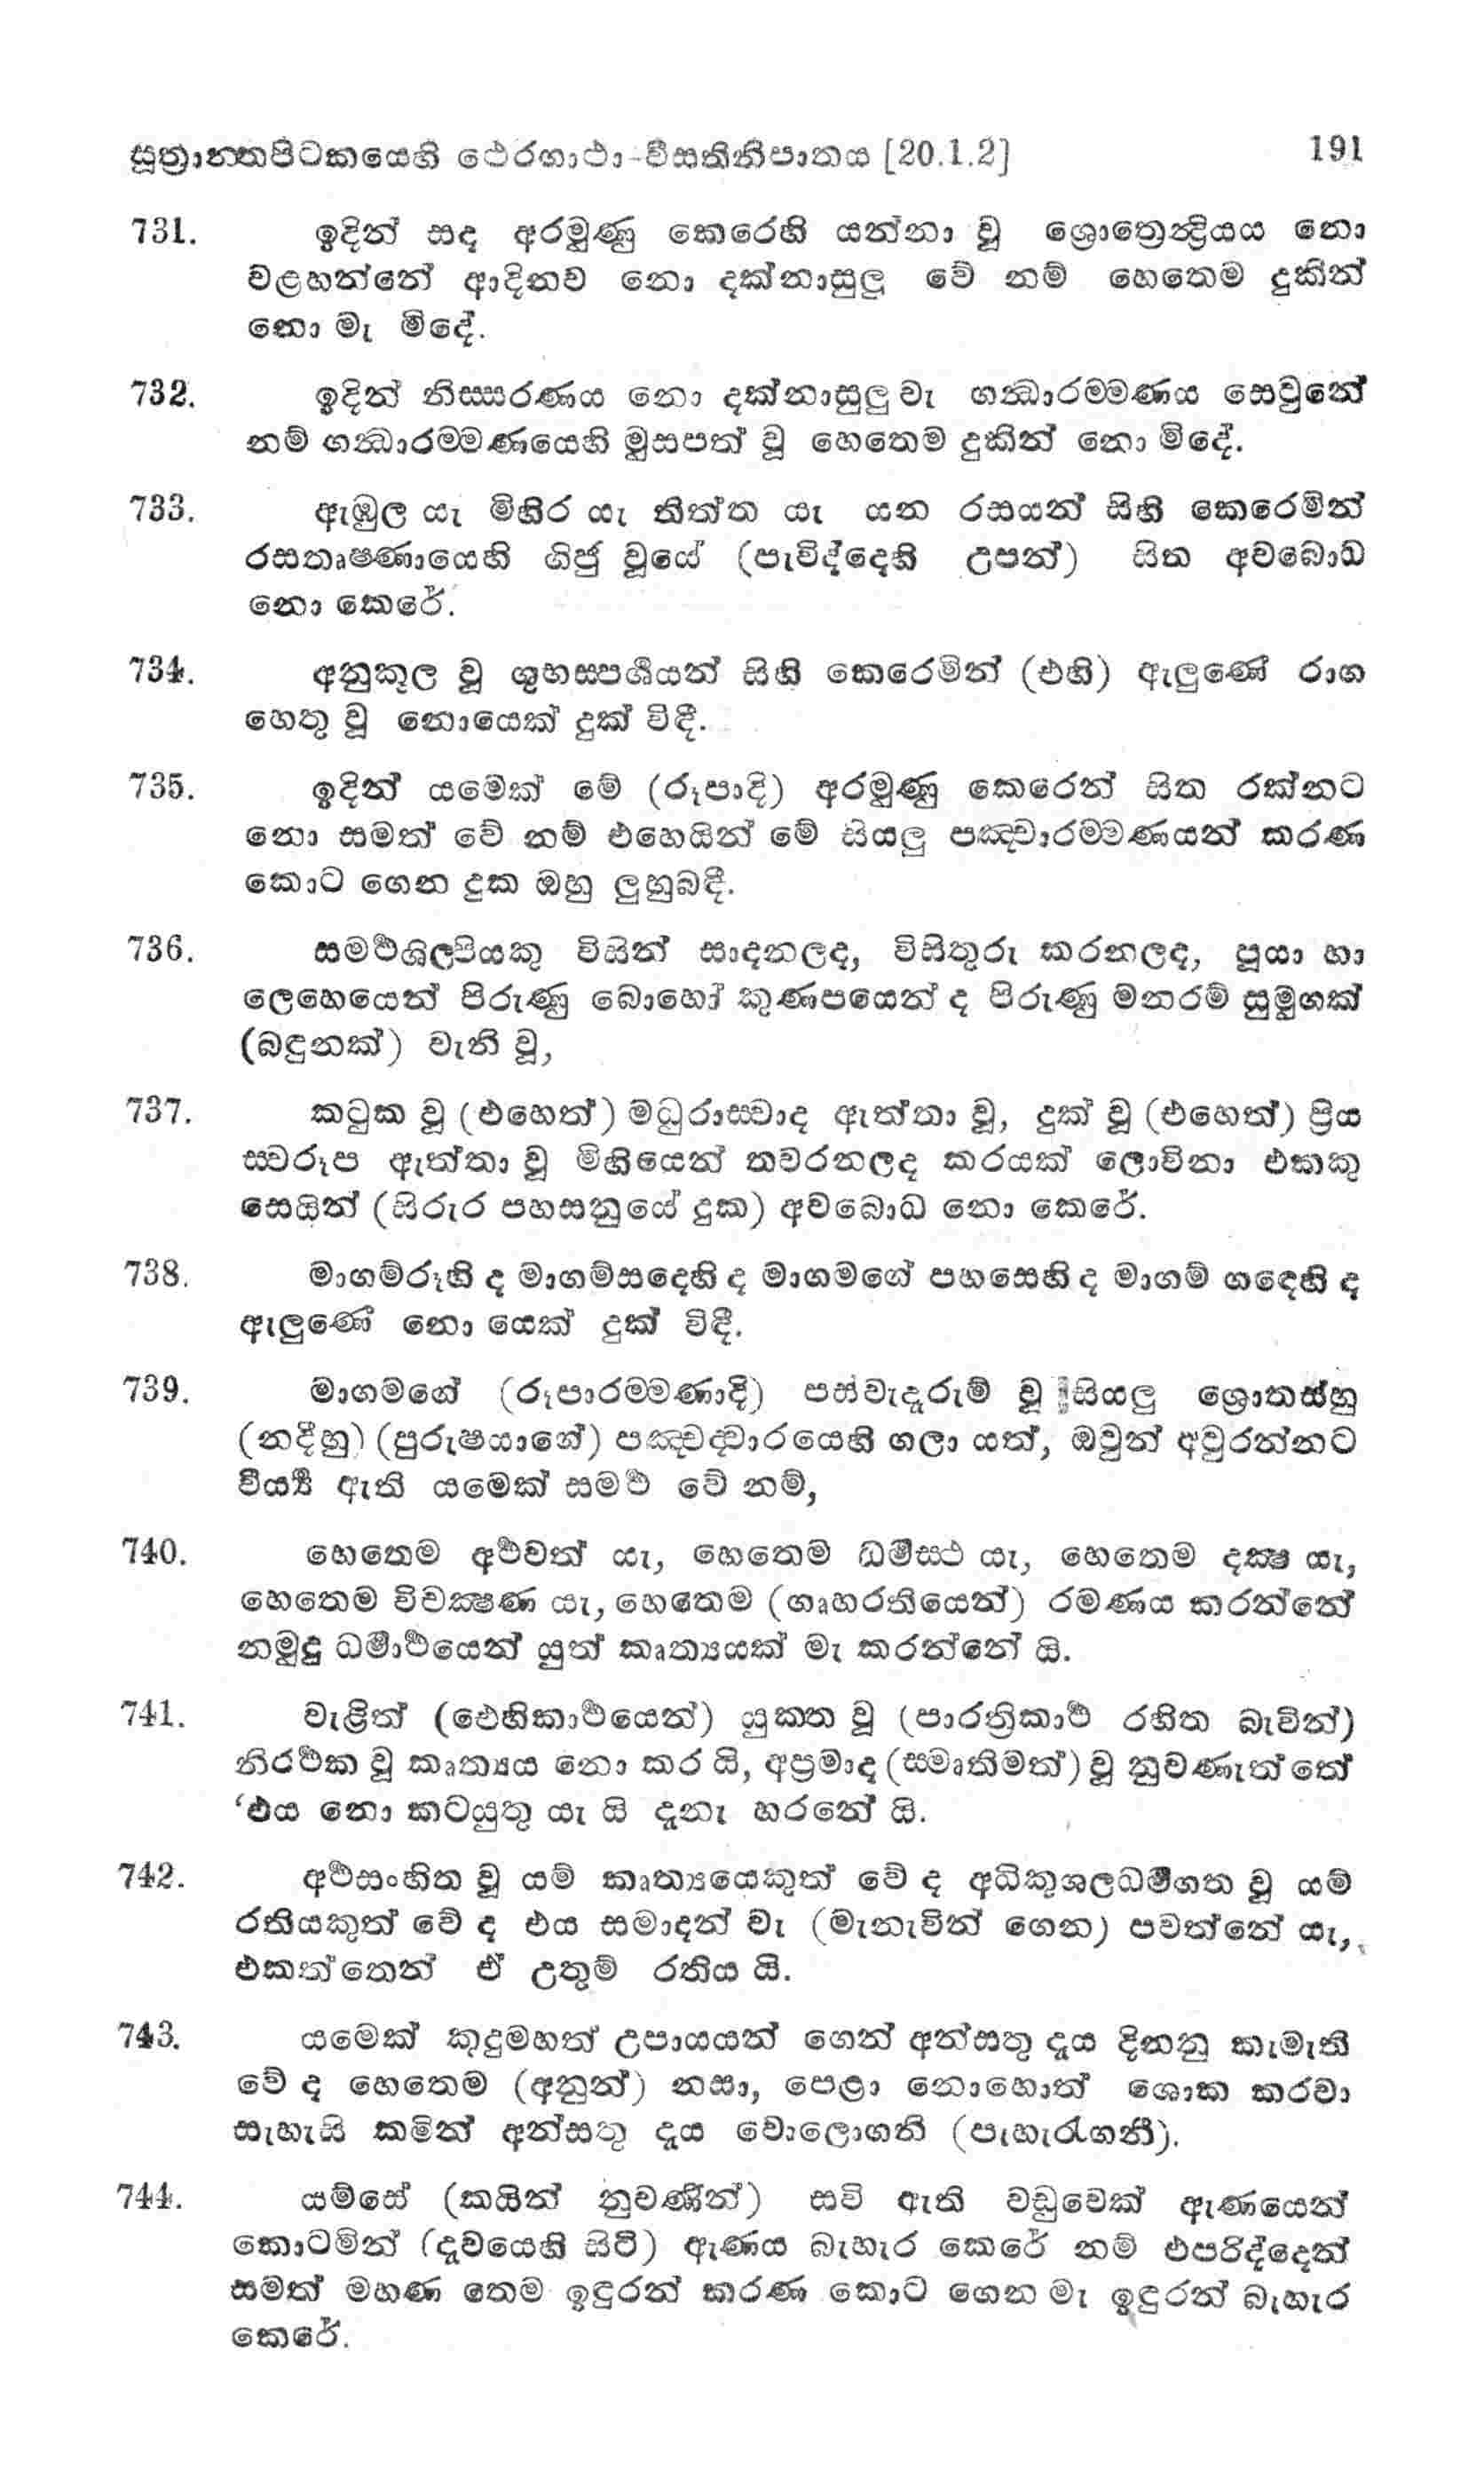 සූත්‍රාන්තපිටකයෙහි ථෙරගාථා-වීසතිනිපාතය [20.1.2] 191
731. ඉදින් සද අරමුණු කෙරෙහි යන්නා වූ ශ්‍රොත්‍රෙන්ද්‍රියය නො
වළහන්නේ ආදිනව නො දක්නාසුලු වේ නම් හෙතෙම දුකින්
නො මැ මිදේ.
732. ඉදින් නිස්සරණය නො දක්නාසුලු වැ ගන්ධාරම්මණය සෙවුනේ
නම් ගන්ධාරම්මණයෙහි මුසපත් වූ හෙතෙම දුකින් නො මිදේ.
733. ඇඹුල යැ මිහිර යැ තිත්ත යැ යන රසයන් සිහි කෙරෙමින්
රසතෘෂ්ණායෙහි ගිජු වූයේ (පැවිද්දෙහි උපන්) සිත අවබොධ
නො කෙරේ.
734. අනුකූල වූ ශුභස්පර්ශයන් සිහි කෙරෙමින් (එහි) ඇලුණේ රාග
හෙතු වූ නොයෙක් දුක් විඳී.
735. ඉදින් යමෙක් මේ (රූපාදි) අරමුණු කෙරෙන් සිත රක්නට
නො සමත් වේ නම් එහෙයින් මේ සියලු පඤ්චාරම්මණයන් කරණ
කොට ගෙන දුක ඔහු ලුහුබඳී.
736. සමර්ථශිල්පියකු විසින් සාදනලද, විසිතුරු කරනලද, පූයා හා
ලෙහෙයෙන් පිරුණු බොහෝ කුණපයෙන් ද පිරුණු මනරම් සුමුගක්
(බඳුනක්) වැනි වූ,
737. කටුක වූ (එහෙත්) මධුරාස්වාද ඇත්තා වූ, දුක් වූ (එහෙත්) ප්‍රිය
ස්වරූප ඇත්තා වූ මිහියෙන් තවරනලද කරයක් ලොවිනා එකකු
සෙයින් (සිරුර පහසනුයේ දුක) අවබොධ නො කෙරේ.
738. මාගම්රූහි ද මාගම්සදෙහි ද මාගමගේ පහසෙහි ද මාගම් ගඳෙහි ද
ඇලුණේ නො යෙක් දුක් විඳී.
739. මාගමගේ (රූපාරම්මණාදි) පස්වැදෑරුම් වූ සියලු ශ්‍රොතස්හු
(නදීහු) (පුරුෂයාගේ) පඤ්චද්වාරයෙහි ගලා යත්, ඔවුන් අවුරන්නට
වීර්‍ය්‍ය ඇති යමෙක් සමර්ථ වේ නම්,
740. හෙතෙම අර්ථවත් යැ, හෙතෙම ධර්මිස්ථ යැ, හෙතෙම දක්ෂ යැ,
හෙතෙම විචක්ෂණ යැ, හෙතෙම (ගෘහරතියෙන්) රමණය කරන්නේ
නමුදු ධර්මාර්ථයෙන් යුත් කෘත්‍යයක් මැ කරන්නේ යි.
741. වැළිත් (ඓහිකාර්ථයෙන්) යුක්ත වූ (පාරත්‍රිකාර්ථ රහිත බැවින්)
නිරර්ථක වූ කෘත්‍යය නො කර යි, අප්‍රමාද (සමෘතිමත්) වූ නුවණැත්තේ
‘එය නො කටයුතු යැ යි දැනැ හරනේ යි.
742. අර්ථසංහිත වූ යම් කෘත්‍යයෙකුත් වේ ද අධිකුශලධර්මගත වූ යම්
රතියකුත් වේ ද එය සමාදන් වැ (මැනැවින් ගෙන) පවත්නේ යැ,
එකත්තෙන් ඒ උතුම් රතිය යි.
743. යමෙක් කුදුමහත් උපායයන් ගෙන් අන්සතු දෑය දිනනු කැමැති
වේ ද හෙතෙම (අනුන්) නසා, පෙළා නොහොත් ශොක කරවා
සැහැසි කමින් අන්සතු දෑය වොලොගනි (පැහැරැගනී).
744. යම්සේ (කයින් නුවණින්) සවි ඇති වඩුවෙක් ඇණයෙන්
කොටමින් (දැවයෙහි සිටි) ඇණය බැහැර කෙරේ නම් එපරිද්දෙන්
සමත් මහණ තෙම ඉඳුරන් කරණ කොට ගෙන මැ ඉඳුරන් බැහැර
කෙරේ.